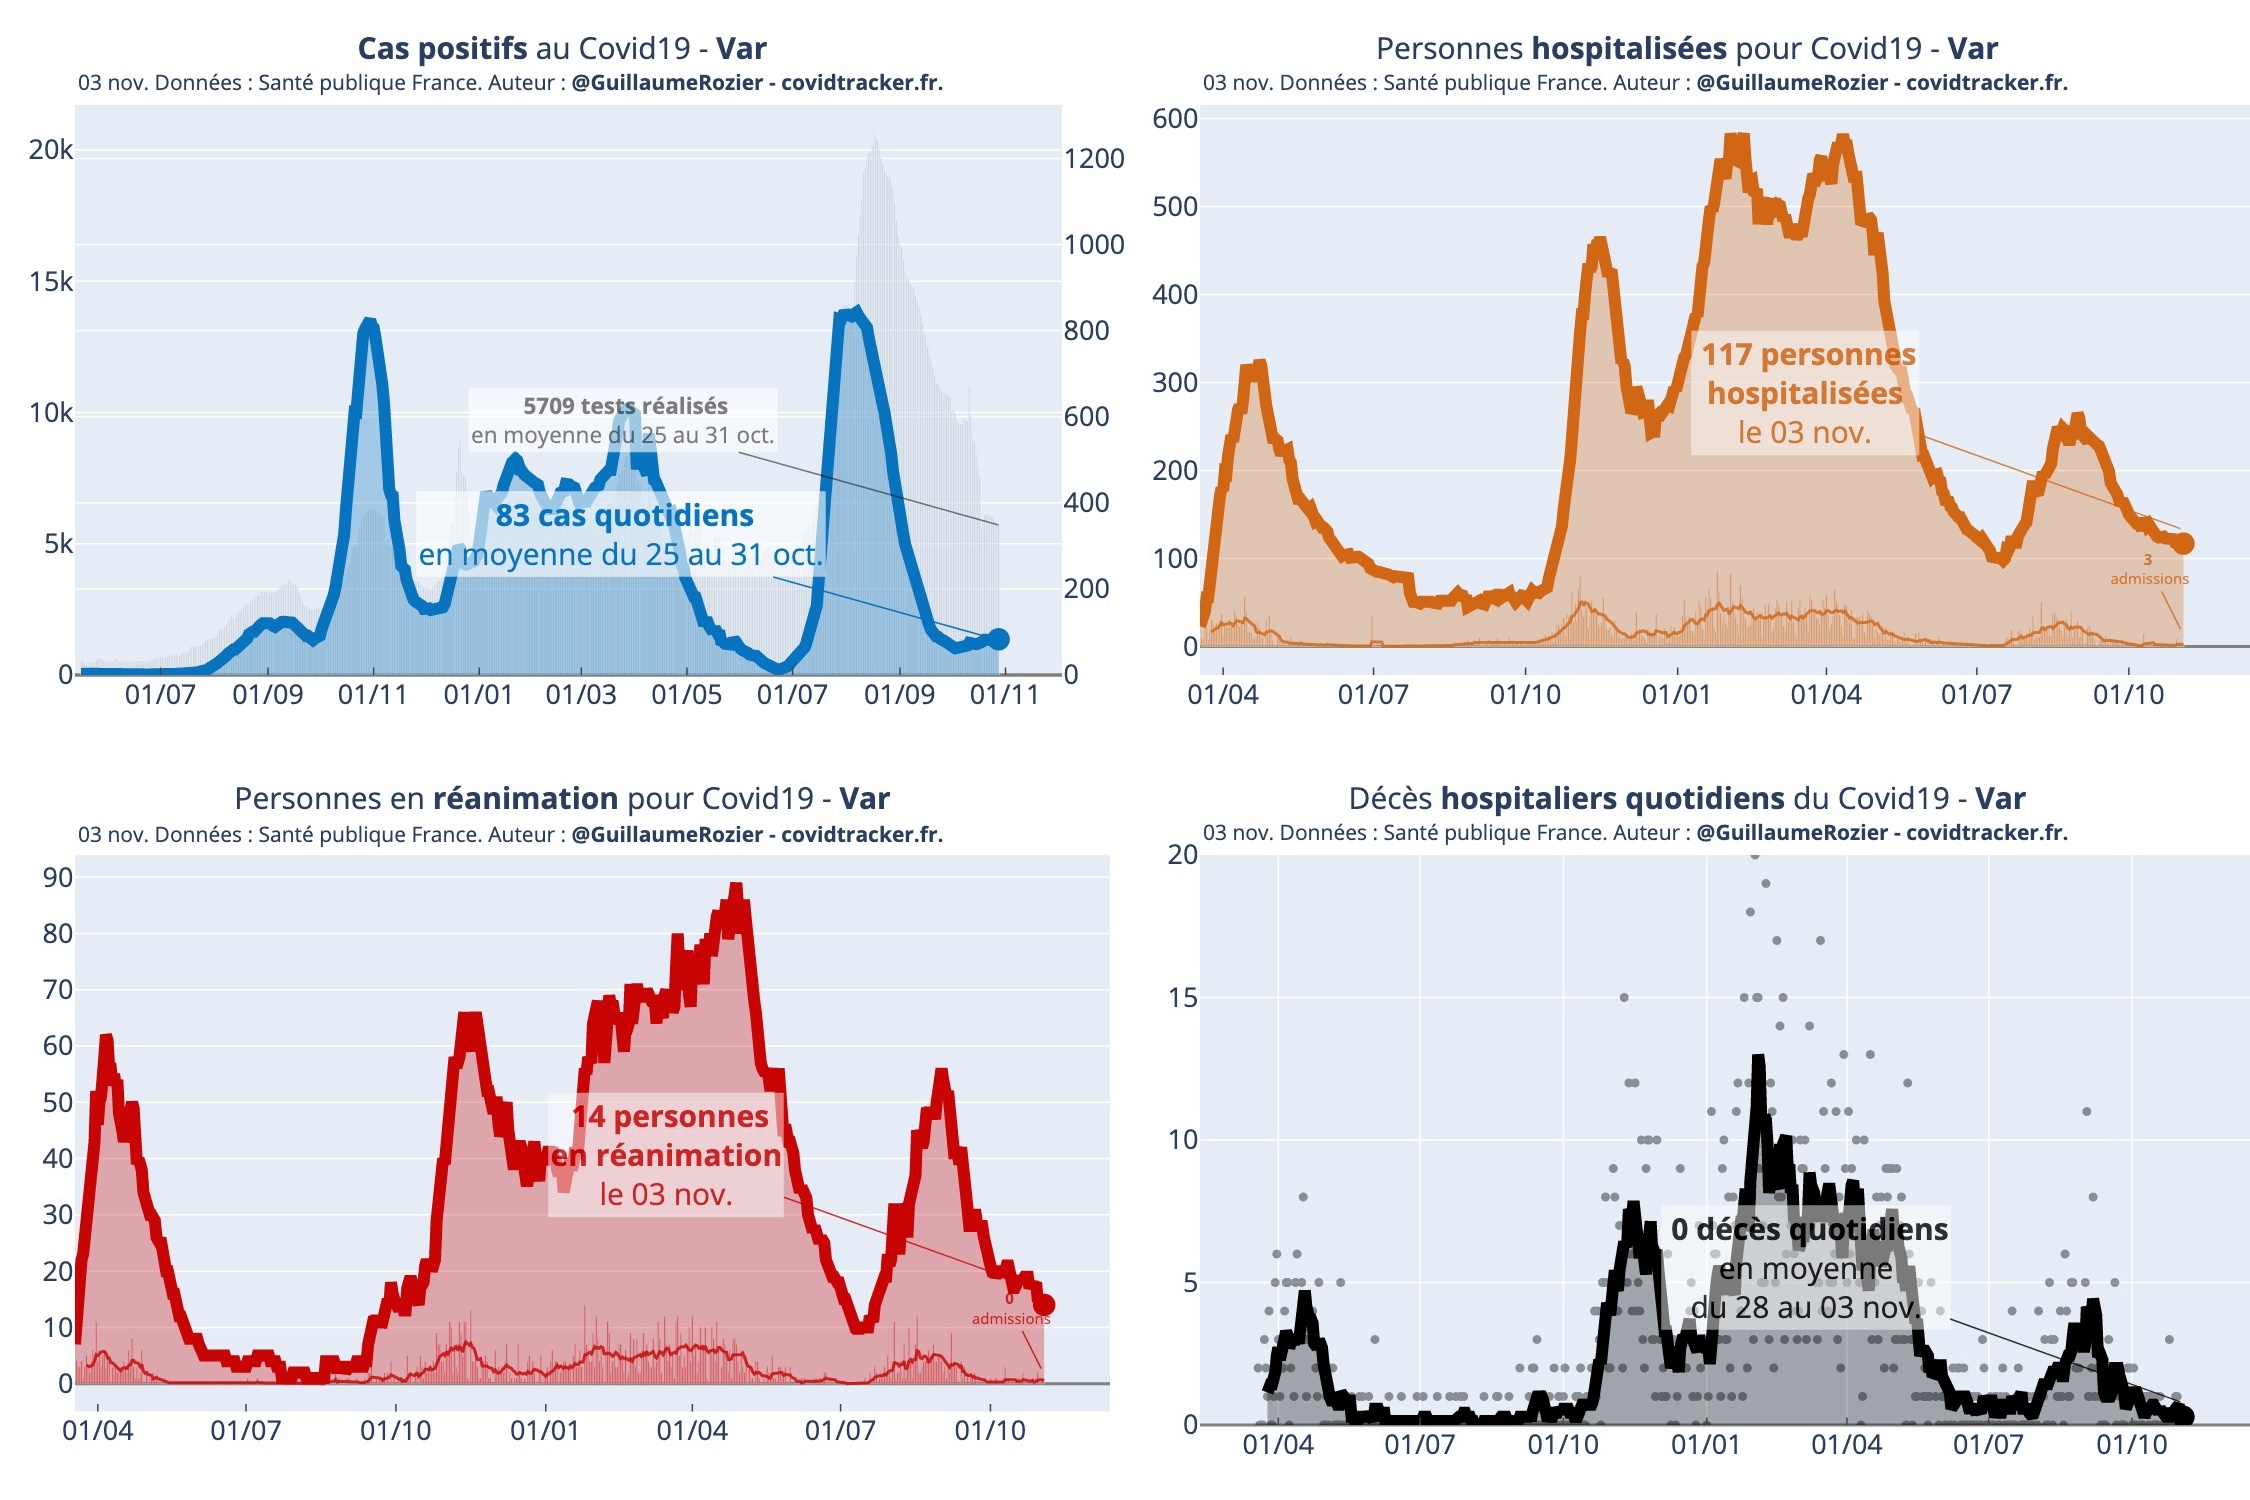 Cas positifs au Covid19 - Var
03 nov. Données : Santé publique France. Auteur : @GuillaumeRozier - covidtracker.fr.
20k
15k
10k
5k
0
1200
1000
800
600
400
200
0
5709 tests réalisés
en moyenne du 25 au 31 oct.
83 cas quotidiens
en moyenne du 25 au 31 oct.
01/07 01/09 01/11 01/01 01/03 01/05 01/07 01/09 01/11
Personnes hospitalisées pour Covid19 - Var
03 nov. Données : Santé publique France. Auteur : @GuillaumeRozier - covidtracker.fr.
600
500
400
300
200
100
0
117 personnes
hospitalisées
le 03 nov.
3
admissions
01/04 01/07 01/10 01/01 01/04 01/07 01/10
Personnes en réanimation pour Covid19 - Var
03 nov. Données : Santé publique France. Auteur : @GuillaumeRozier - covidtracker.fr.
90
80
70
60
50
40
30
20
10
0
14 personnes
en réanimation
le 03 nov.
0
admissions
01/04 01/07 01/10 01/01 01/04 01/07 01/10
Décès hospitaliers quotidiens du Covid19 - Var
03 nov. Données : Santé publique France. Auteur : @GuillaumeRozier - covidtracker.fr.
20
15
10
5
0
0 décès quotidiens
en moyenne
du 28 au 03 nov.
01/04 01/07 01/10 01/01 01/04 01/07 01/10